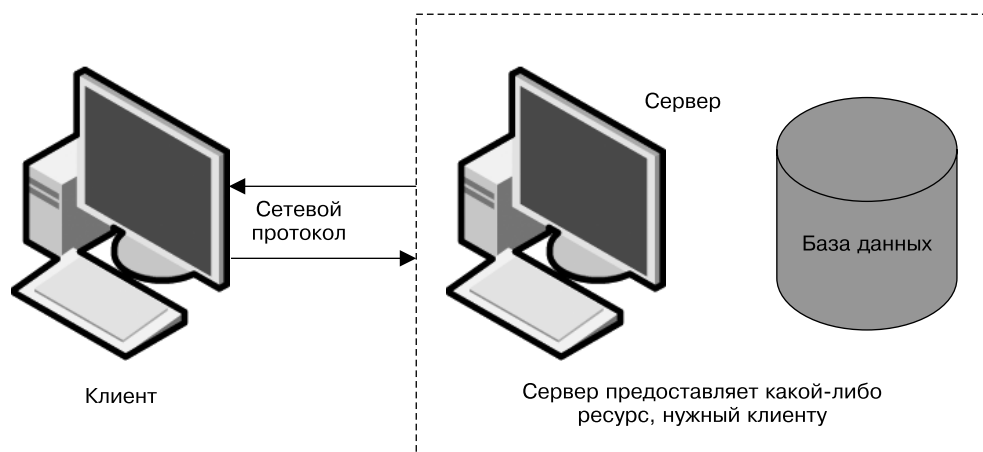 Сервер
Сетевой
протокол
База данных
Клиент
Сервер предоставляет какой-либо
ресурс, нужный клиенту